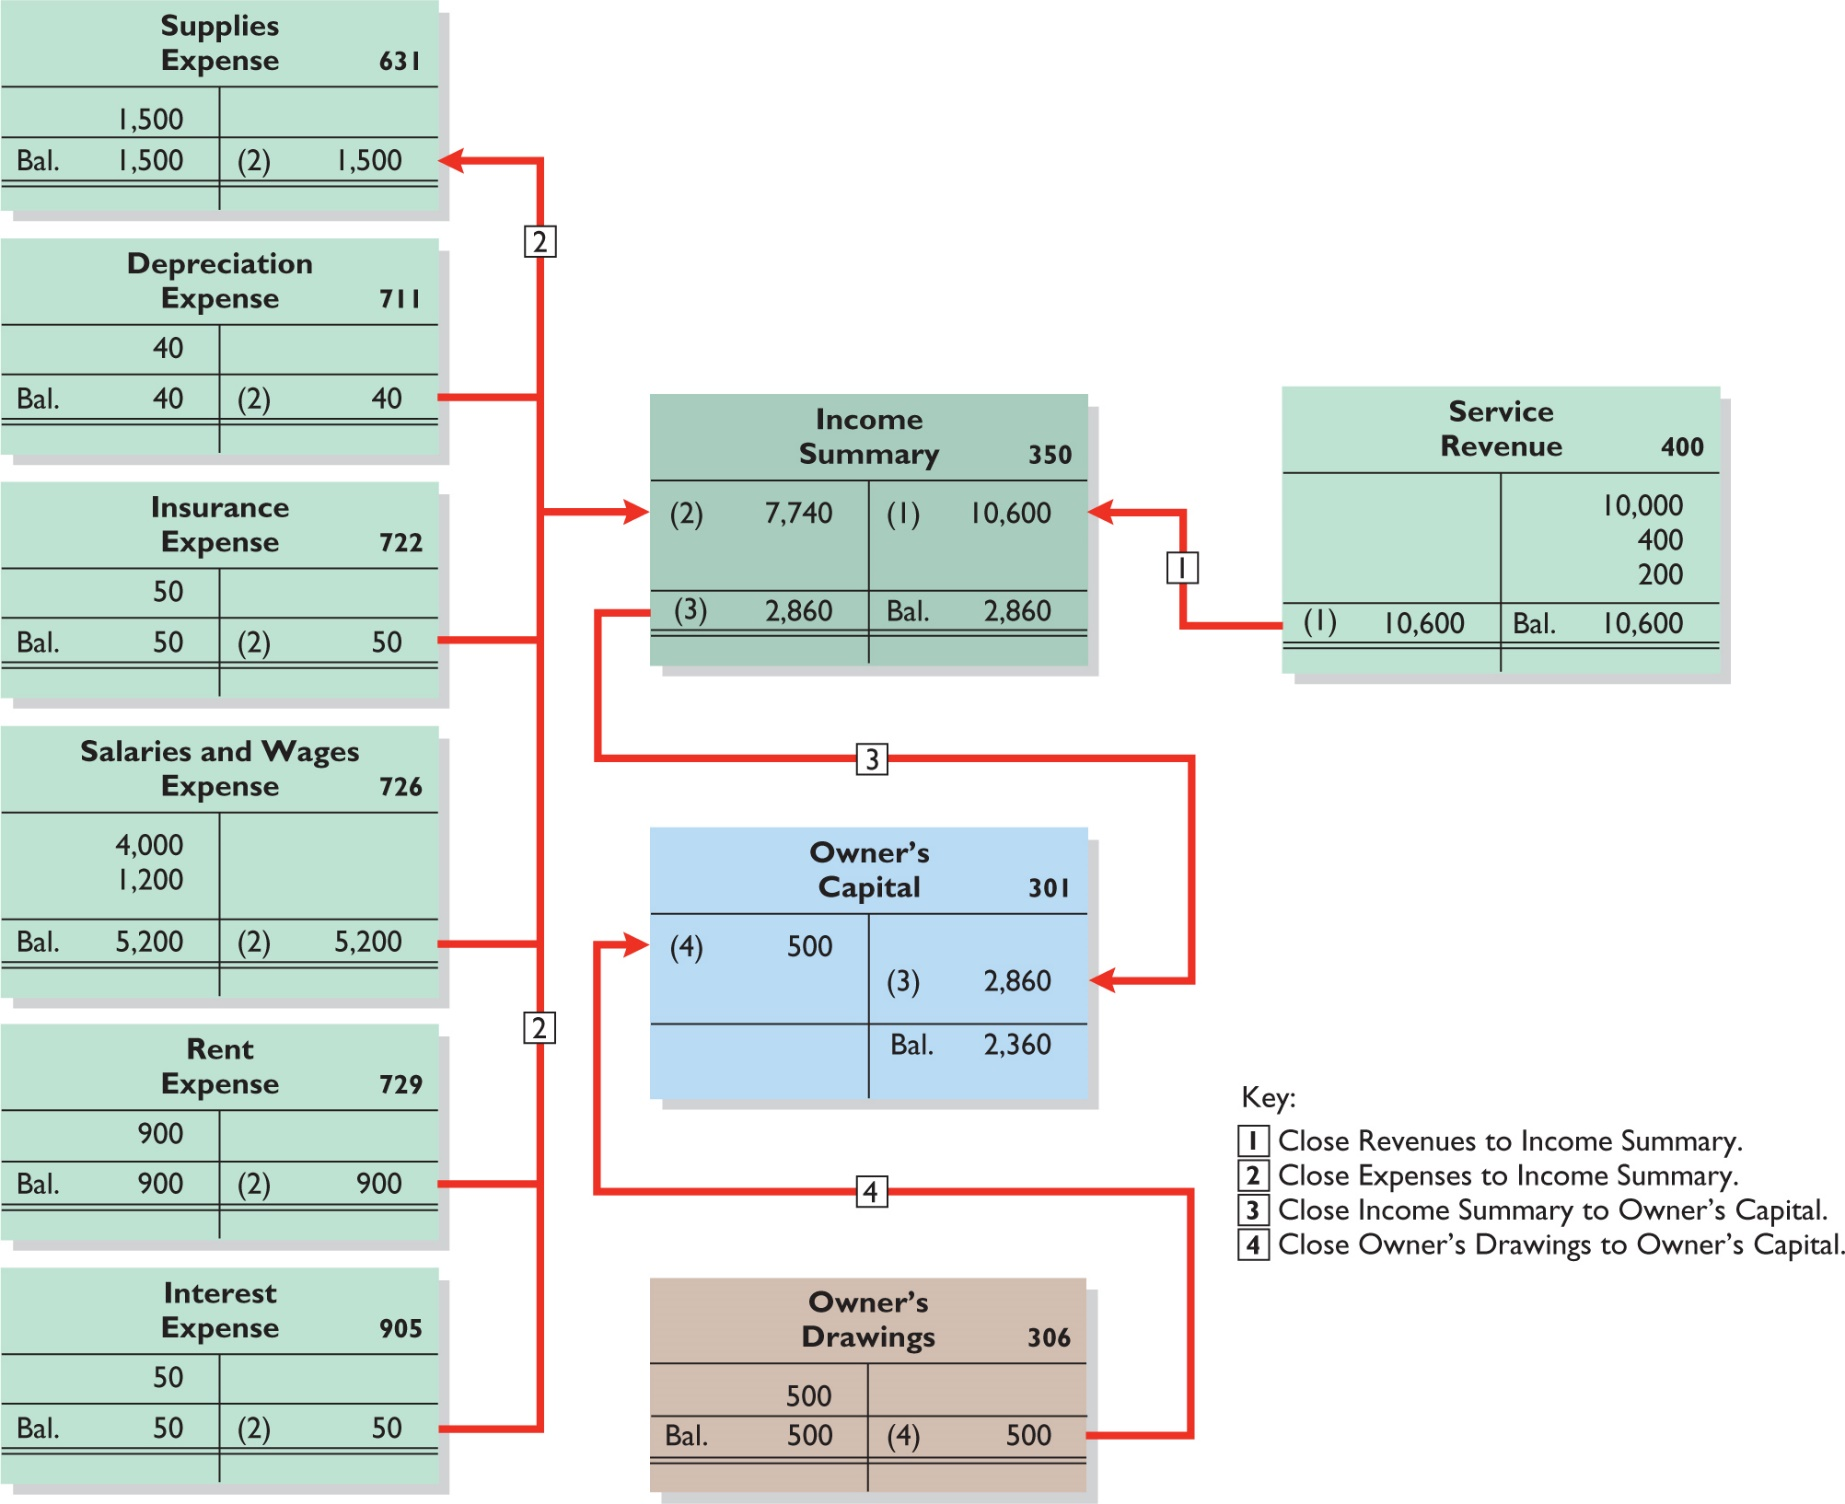 Supplies
Expense 631
1,500
Bal. 1,500 (2) 1,500
Depreciation
Expense 711
40
Bal. 40 (2) 40
Insurance
Expense 722
50
Bal. 50 (2) 50
Salaries and Wages
Expense 726
4,000
1,200
Bal. 5,200 (2) 5,200
Rent
Expense 729
900
Bal. 900 (2) 900
Interest
Expense 905
50
Bal. 50 (2) 50
2
2
Income
Summary 350
(2) 7,740 (1) 10,600
(3) 2,860 Bal. 2,860
1
Service
Revenue 400
10,000
400
200
(1) 10,600 Bal. 10,600
3
Owner’s
Capital 301
(4) 500
(3) 2,860
Bal. 2,360
4
Owner’s
Drawings 306
500
Bal. 500 (4) 500
Key:
1 Close Revenues to Income Summary.
2 Close Expenses to Income Summary.
3 Close Income Summary to Owner’s Capital.
4 Close Owner’s Drawings to Owner’s Capital.